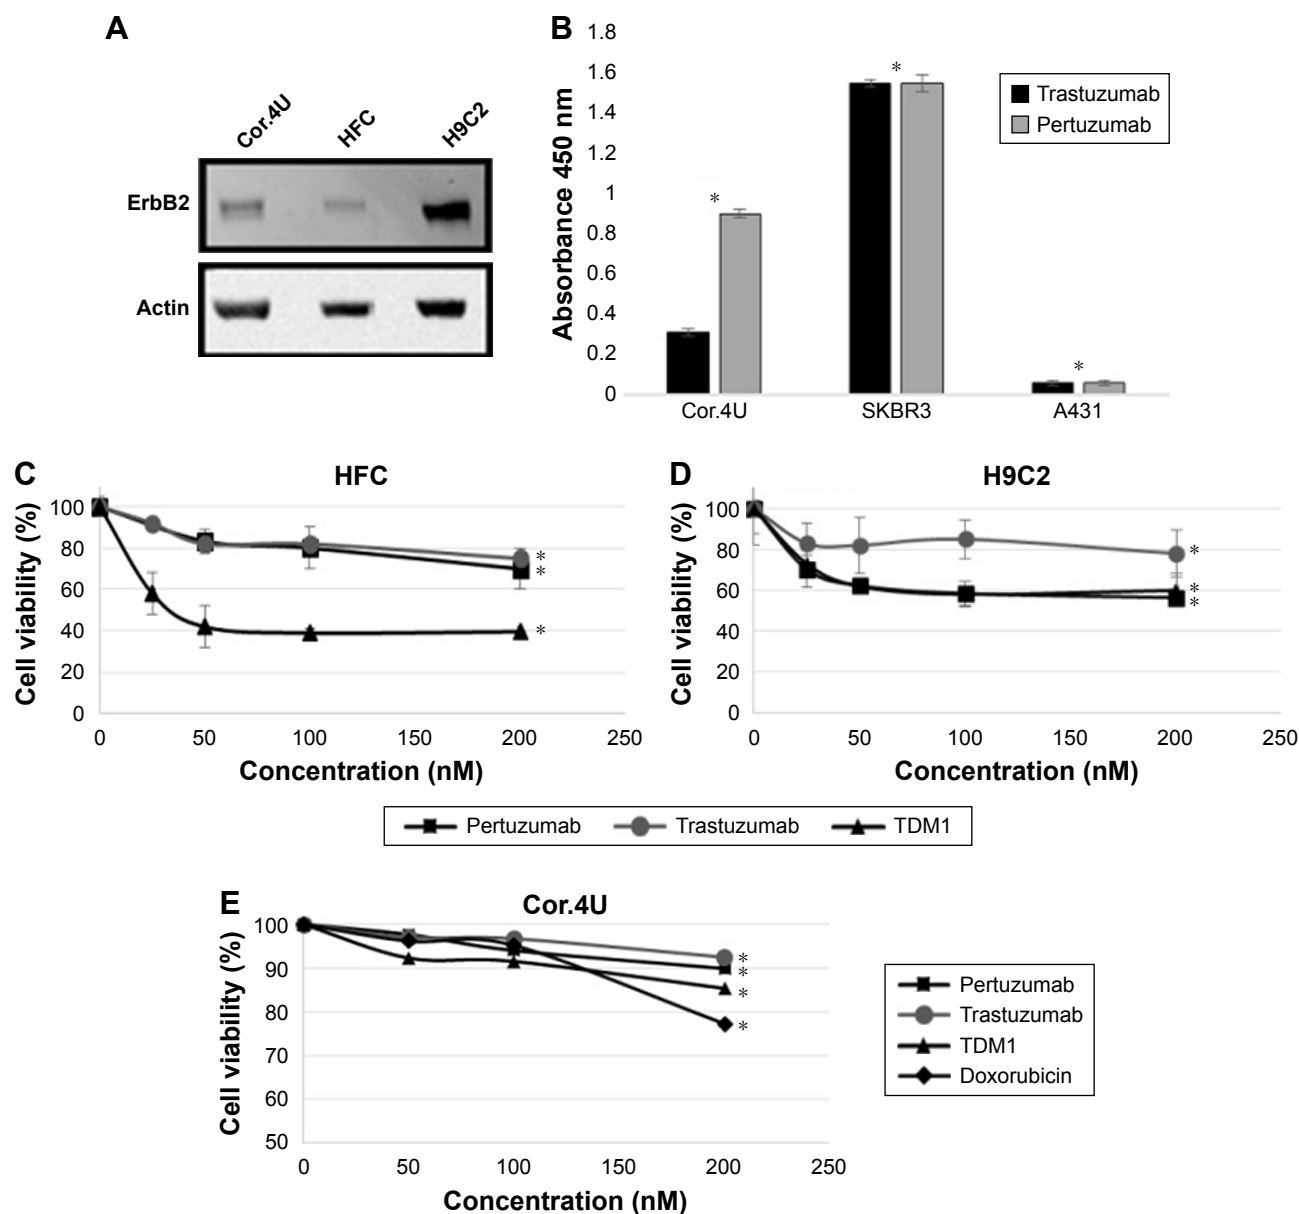 A
Cor.4U HFC H9C2
ErbB2
Actin
B
Absorbance 450 nm
1.8
1.6
1.4
1.2
1
0.8
0.6
0.4
0.2
0
*
*
*
Cor.4U SKBR3 A431
Trastuzumab
Pertuzumab
C
HFC
Cell viability (%)
100
80
60
40
20
0
*
*
*
0 50 100 150 200 250
Concentration (nM)
D
H9C2
Cell viability (%)
100
80
60
40
20
0
*
*
*
0 50 100 150 200 250
Concentration (nM)
Pertuzumab Trastuzumab TDM1
E
Cor.4U
Cell viability (%)
100
90
80
70
60
50
*
*
*
*
0 50 100 150 200 250
Concentration (nM)
Pertuzumab
Trastuzumab
TDM1
Doxorubicin